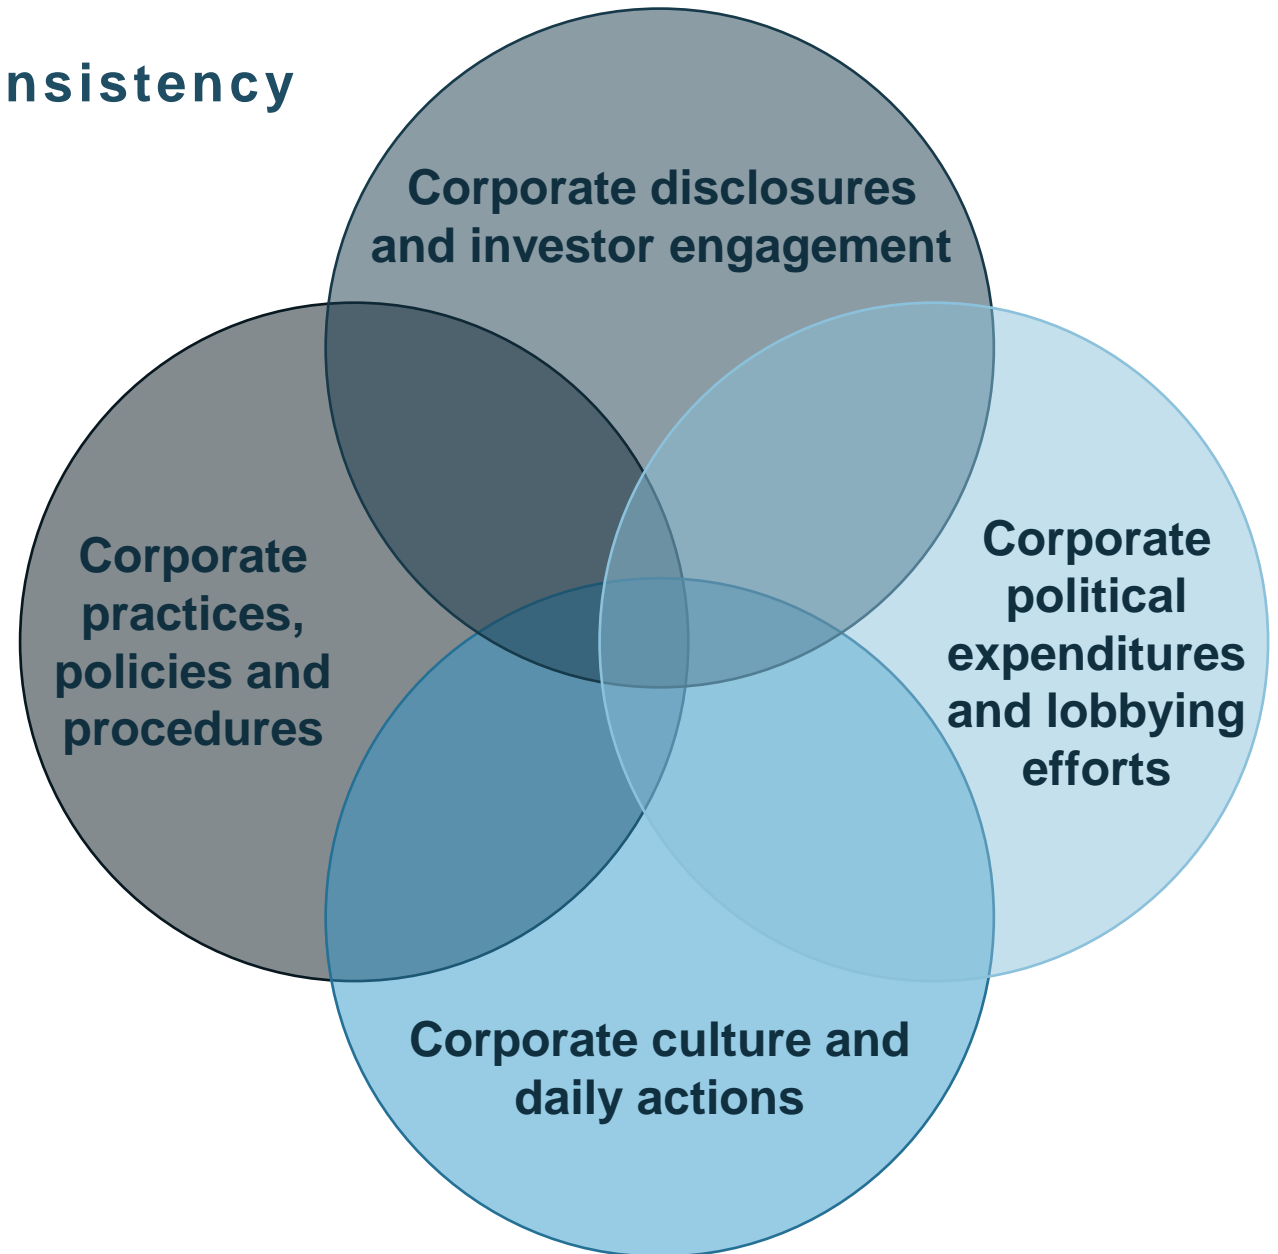 nsistency
Corporate disclosures
and investor engagement
Corporate
practices,
policies and
procedures
Corporate
political
expenditures
and lobbying
efforts
Corporate culture and
daily actions